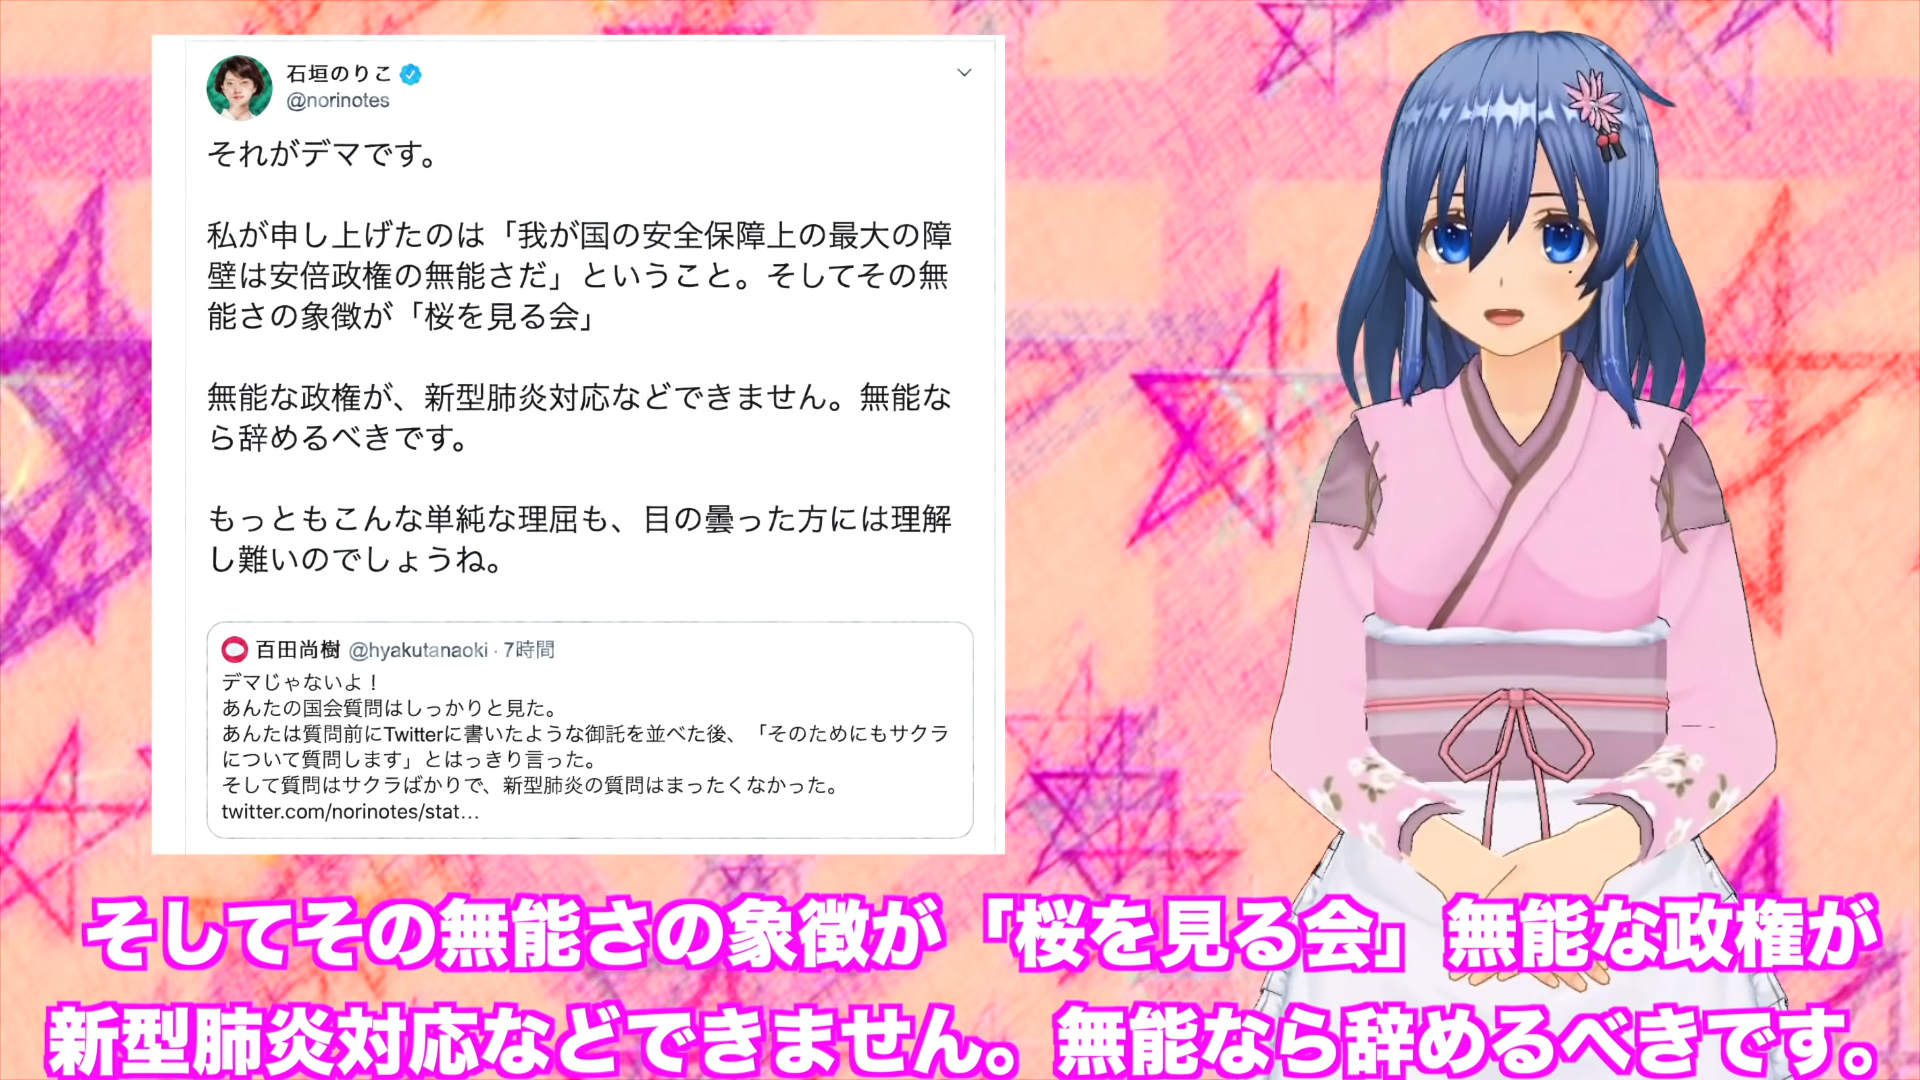 石垣のりこ
@norinotes
それがデマです。
私が申し上げたのは「我が国の安全保障上の最大の障
壁は安倍政権の無能さだ」ということ。そしてその無
能さの象徴が「桜を見る会」
無能な政権が、新型肺炎対応などできません。無能な
ら辞めるべきです。
もっともこんな単純な理屈も、目の曇った方には理解
し難いのでしょうね。
百田尚樹 @hyakutanaoki · 7時間
デマじゃないよ！
あんたの国会質問はしっかりと見た。
あんたは質問前にTwitterに書いたような御託を並べた後、「そのためにもサクラ
について質問します」とはっきり言った。
そして質問はサクラばかりで、新型肺炎の質問はまったくなかった。
twitter.com/norinotes/stat…
そしてその無能さの象徴が「桜を見る会」無能な政権が
新型肺炎対応などできません。無能なら辞めるべきです。